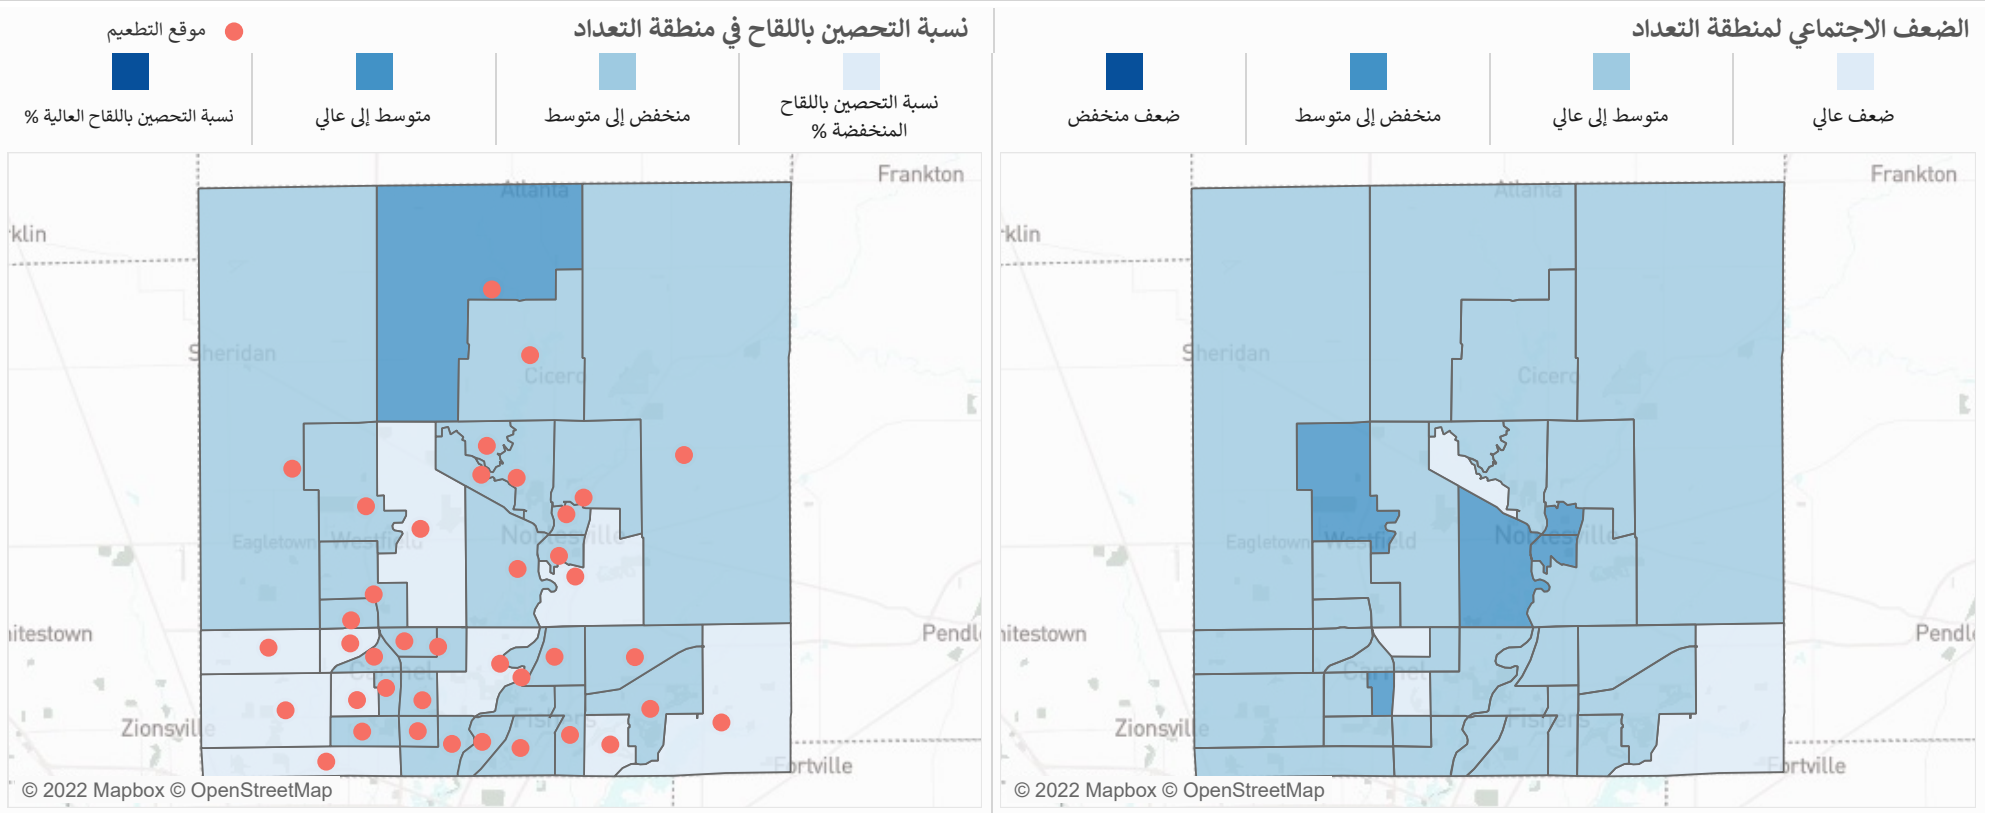 الضعف الاجتماعي لمنطقة التعداد
ضعف عالي
متوسط إلى عالي
منخفض إلى متوسط
ضعف منخفض
Frankton
Atlanta
klin
Sheridan
Cicero
Eagletown
Westfield
Noblesville
nitestown
Pendl
Carmel
Zionsville
Fishers
Fortville
© 2022 Mapbox © OpenStreetMap
نسبة التحصين باللقاح في منطقة التعداد
موقع التطعيم
نسبة التحصين باللقاح
المنخفضة %
منخفض إلى متوسط
متوسط إلى عالي
نسبة التحصين باللقاح العالية %
Frankton
Atlanta
klin
Sheridan
Cicero
Eagletown
Westfield
Noblesville
itestown
Pendl
Carmel
Zionsville
Fishers
Fortville
© 2022 Mapbox © OpenStreetMap